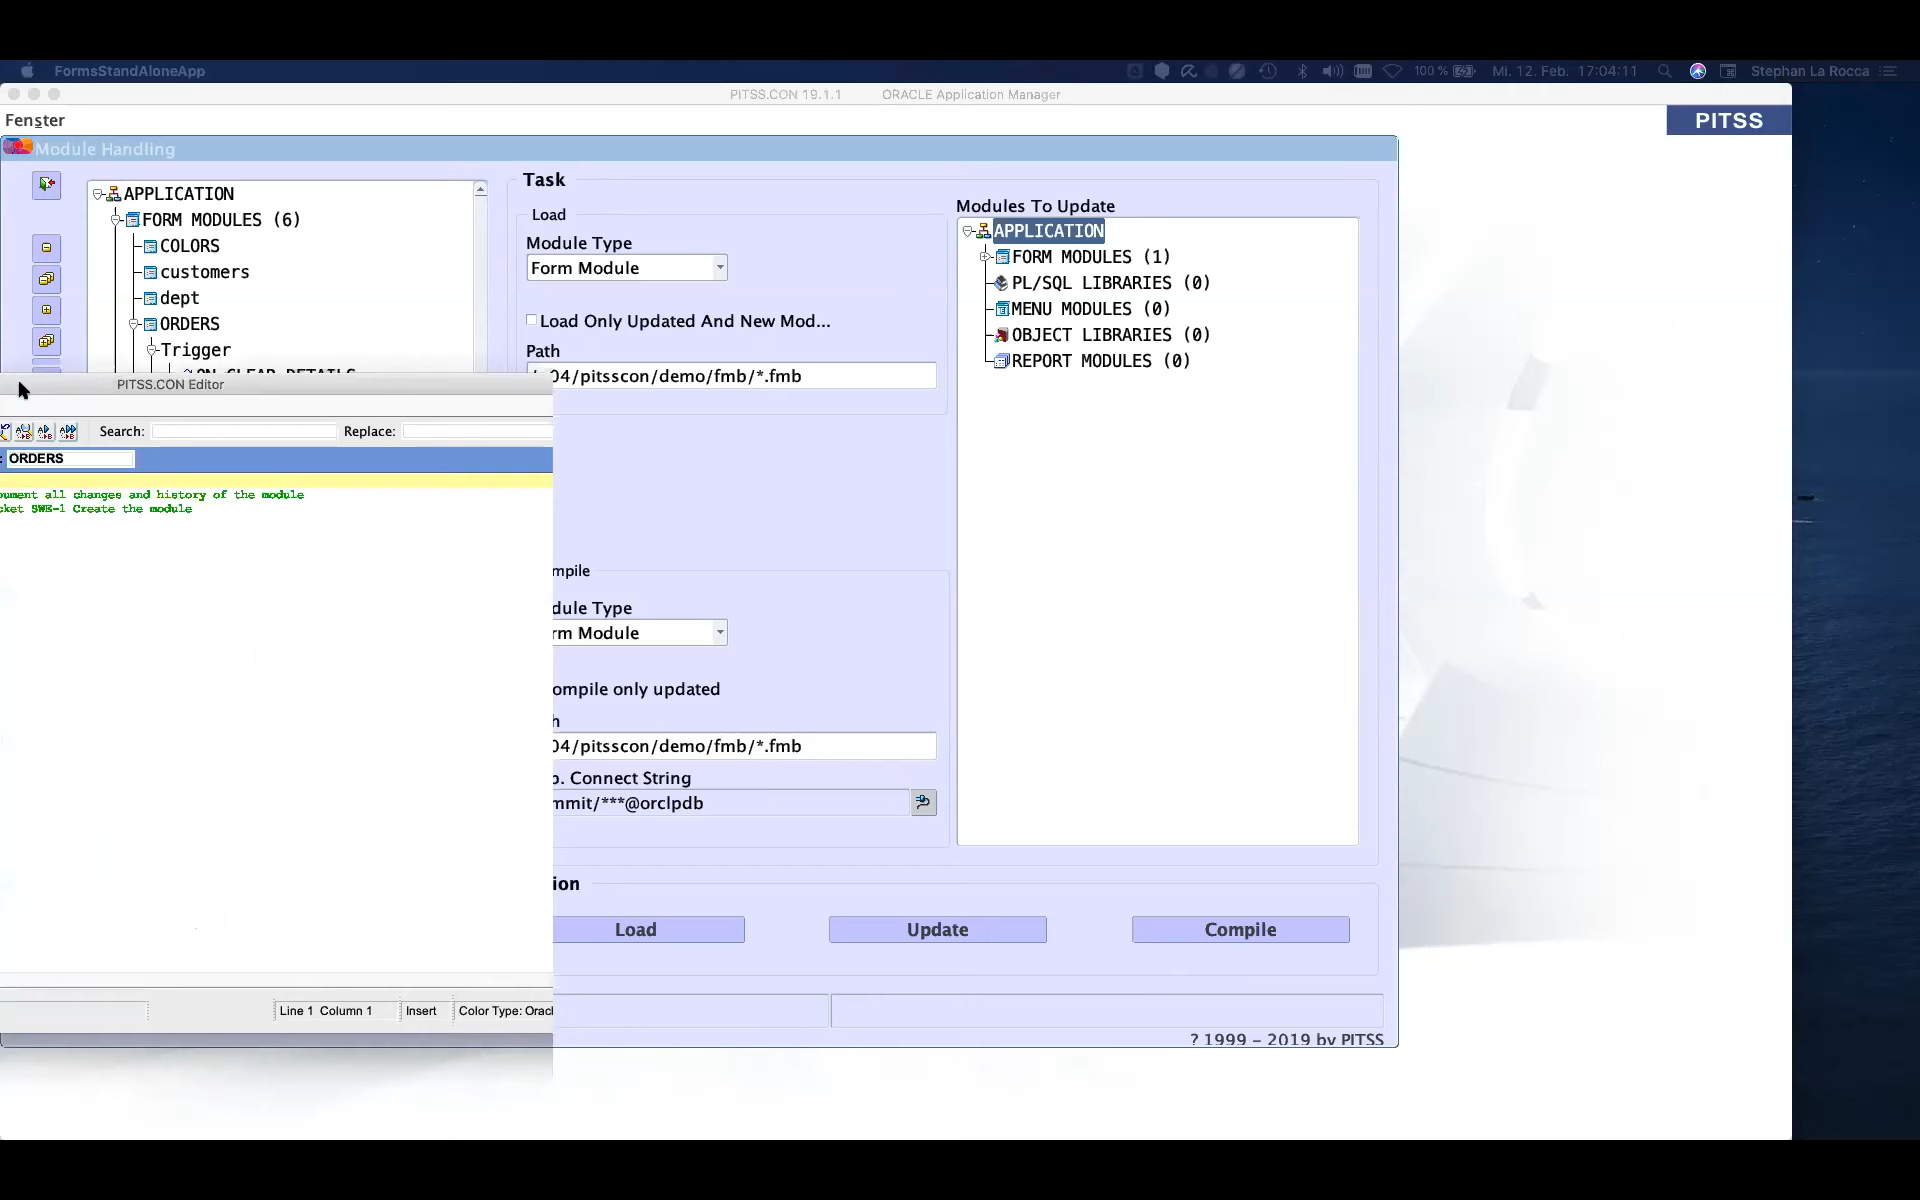 FormsStandAloneApp
100 %
Mi. 12. Feb. 17:04:11
Stephan La Rocca
PITSS.CON 19.1.1
ORACLE Application Manager
Fenster
PITSS
Module Handling
APPLICATION
FORM MODULES (6)
COLORS
customers
dept
ORDERS
Trigger
ON-CLEAR-DETAILS
Task
Load
Module Type
Form Module
Load Only Updated And New Mod...
Path
04/pitsscon/demo/fmb/*.fmb
Modules To Update
APPLICATION
FORM MODULES (1)
PL/SQL LIBRARIES (0)
MENU MODULES (0)
OBJECT LIBRARIES (0)
REPORT MODULES (0)
PITSS.CON Editor
Search:
Replace:
: ORDERS
ument all changes and history of the module
ket SWE-1 Create the module
Line 1 Column 1
Insert
Color Type: Oracl
mpile
dule Type
rm Module
ompile only updated
h
04/pitsscon/demo/fmb/*.fmb
p. Connect String
mmit/***@orclpdb
ion
Load
Update
Compile
? 1999 – 2019 by PITSS